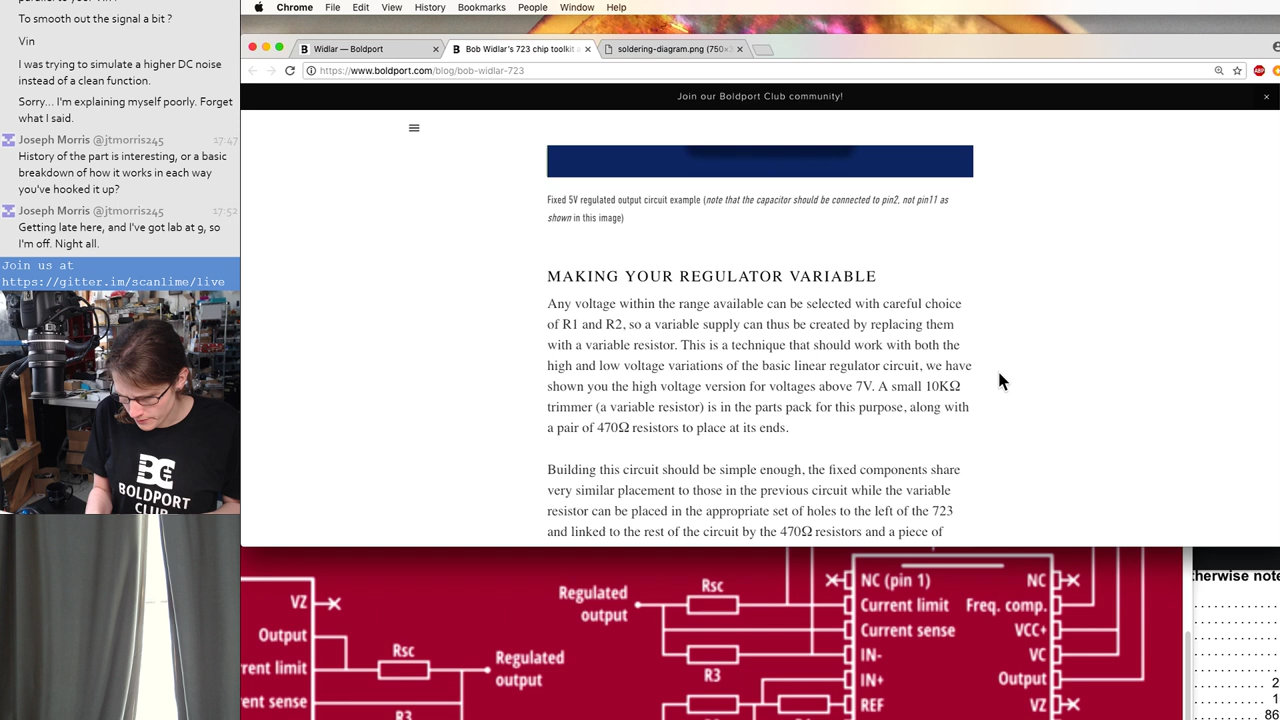 To smooth out the signal a bit ?
Vin
I was trying to simulate a higher DC noise
instead of a clean function.
Sorry... I'm explaining myself poorly. Forget
what I said.
Joseph Morris @jtmorris245 17:47
History of the part is interesting, or a basic
breakdown of how it works in each way
you've hooked it up?
Joseph Morris @jtmorris245 17:52
Getting late here, and I've got lab at 9, so
I'm off. Night all.
Join us at
https://gitter.im/scanlime/live
BOLDPORT
CLUB
Chrome File Edit View History Bookmarks People Window Help
Widlar — Boldport
Bob Widlar's 723 chip toolkit
soldering-diagram.png (750×
https://www.boldport.com/blog/bob-widlar-723
ABP
Join our Boldport Club community!
Fixed 5V regulated output circuit example (note that the capacitor should be connected to pin2, not pin11 as
shown in this image)
MAKING YOUR REGULATOR VARIABLE
Any voltage within the range available can be selected with careful choice
of R1 and R2, so a variable supply can thus be created by replacing them
with a variable resistor. This is a technique that should work with both the
high and low voltage variations of the basic linear regulator circuit, we have
shown you the high voltage version for voltages above 7V. A small 10KΩ
trimmer (a variable resistor) is in the parts pack for this purpose, along with
a pair of 470Ω resistors to place at its ends.
Building this circuit should be simple enough, the fixed components share
very similar placement to those in the previous circuit while the variable
resistor can be placed in the appropriate set of holes to the left of the 723
and linked to the rest of the circuit by the 470Ω resistors and a piece of
VZ
Output
rent limit
ent sense
Rsc
Regulated
output
R3
Regulated
output
Rsc
R3
NC (pin 1)
Current limit
Current sense
IN-
IN+
REF
NC
Freq. comp.
VCC+
VC
Output
VZ
therwise note
2
1
86